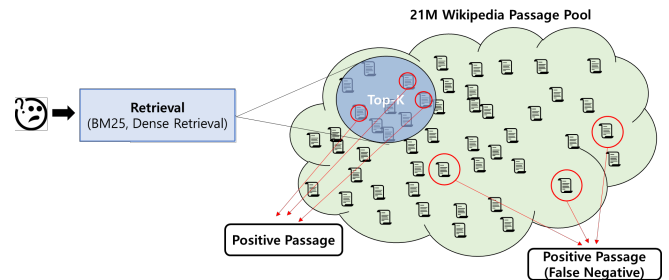 21M Wikipedia Passage Pool
Top-K
Retrieval
(BM25, Dense Retrieval)
Positive Passage
Positive Passage
(False Negative)